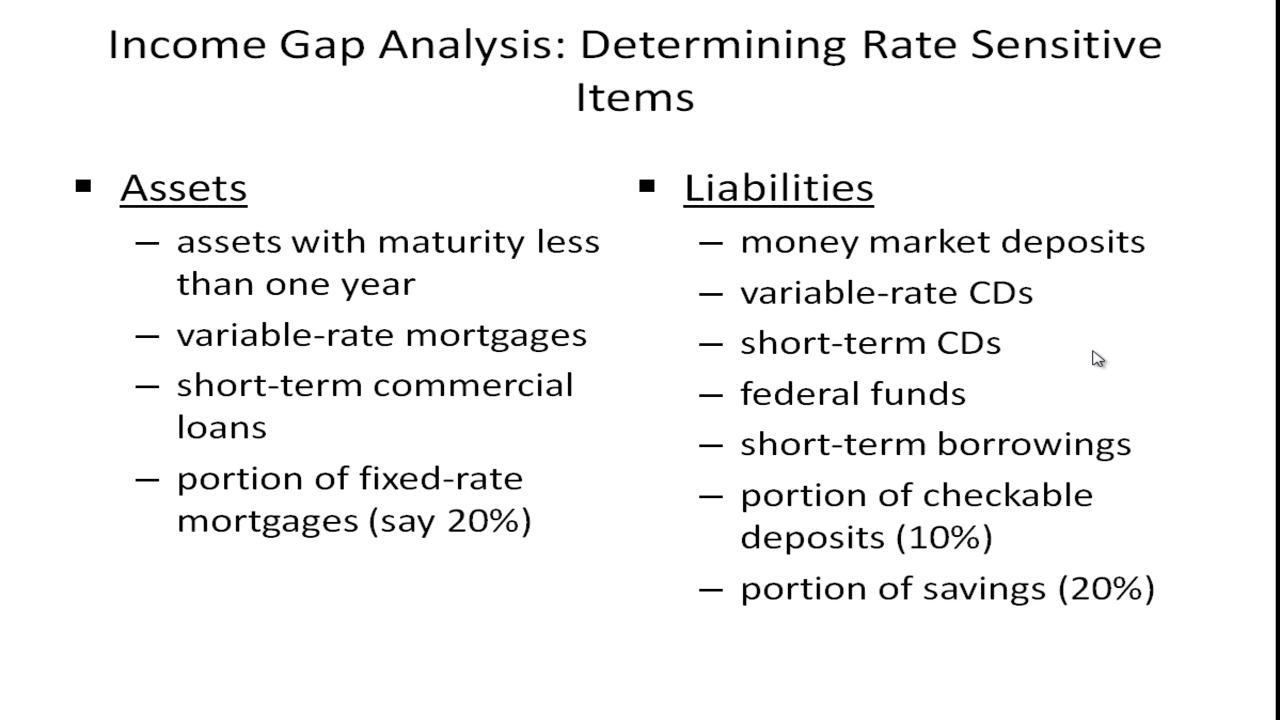 Income Gap Analysis: Determining Rate Sensitive
Items
▪ Assets
– assets with maturity less
than one year
– variable-rate mortgages
– short-term commercial
loans
– portion of fixed-rate
mortgages (say 20%)
▪ Liabilities
– money market deposits
– variable-rate CDs
– short-term CDs
– federal funds
– short-term borrowings
– portion of checkable
deposits (10%)
– portion of savings (20%)